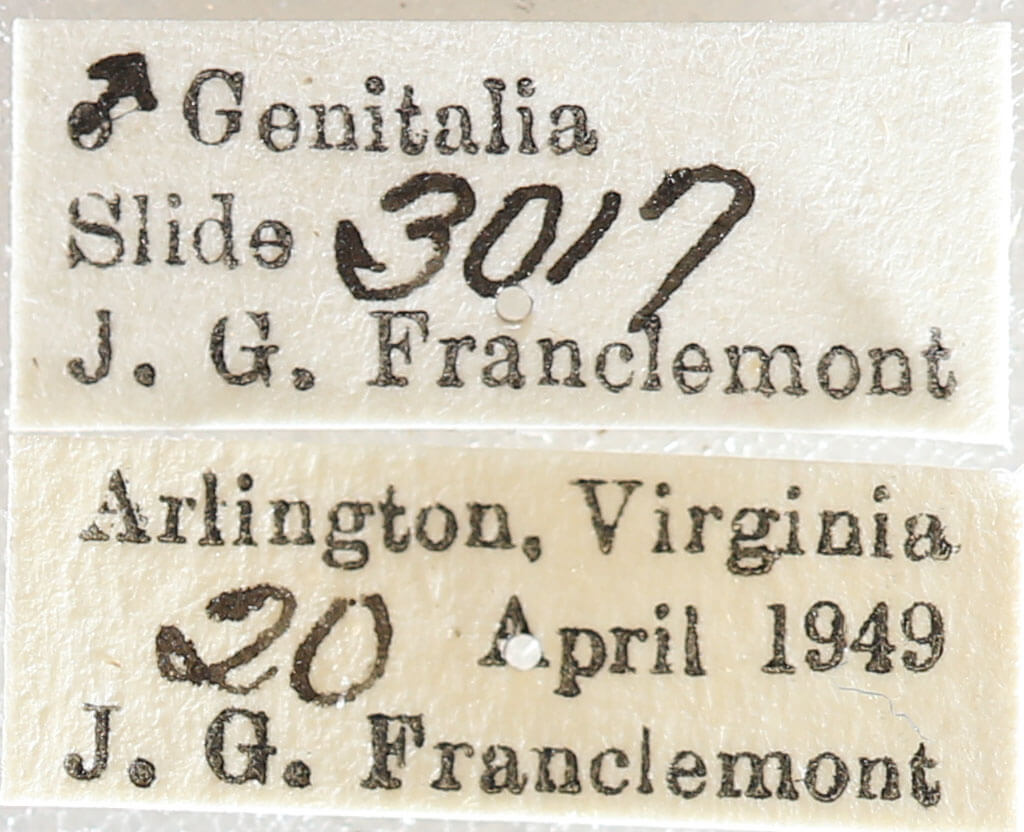 ♂ Genitalia
Slide 3017
J. G. Franclemont
Arlington, Virginia
20 April 1949
J. G. Franclemont